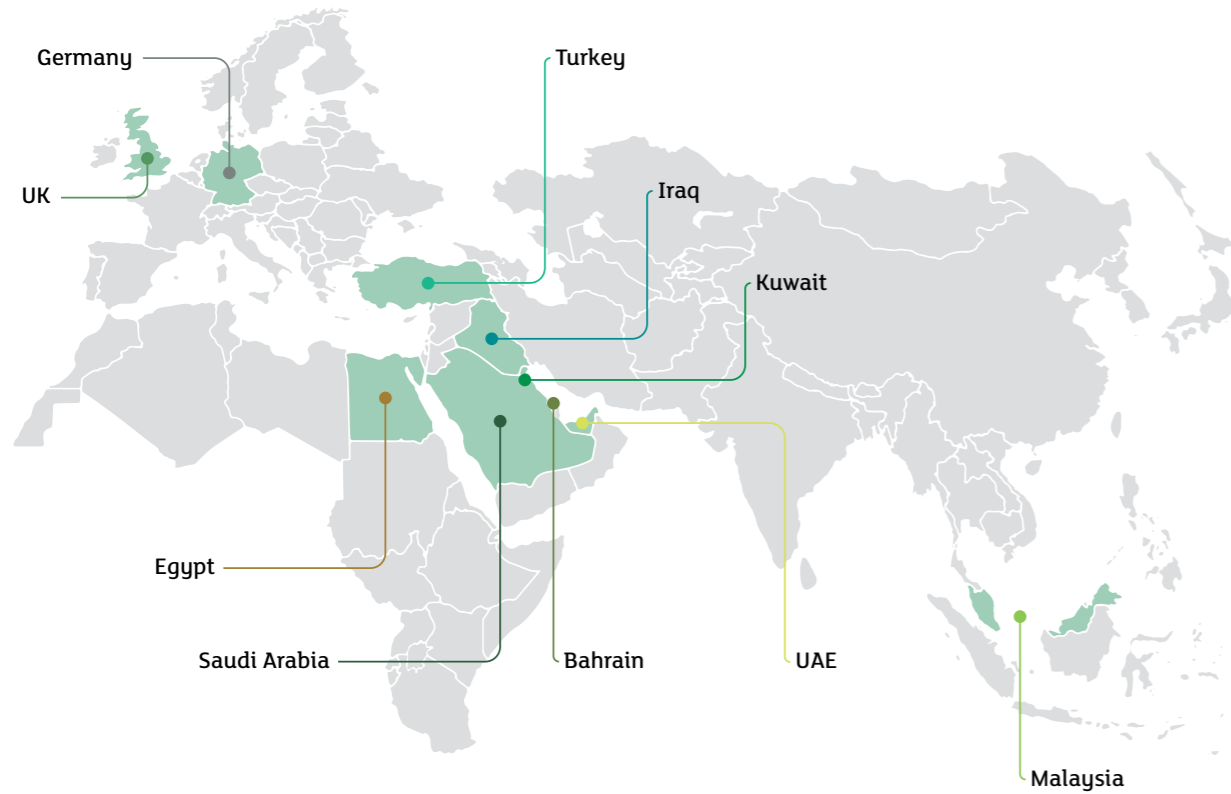 Germany
Turkey
UK
Iraq
Kuwait
Egypt
Saudi Arabia
Bahrain
UAE
Malaysia